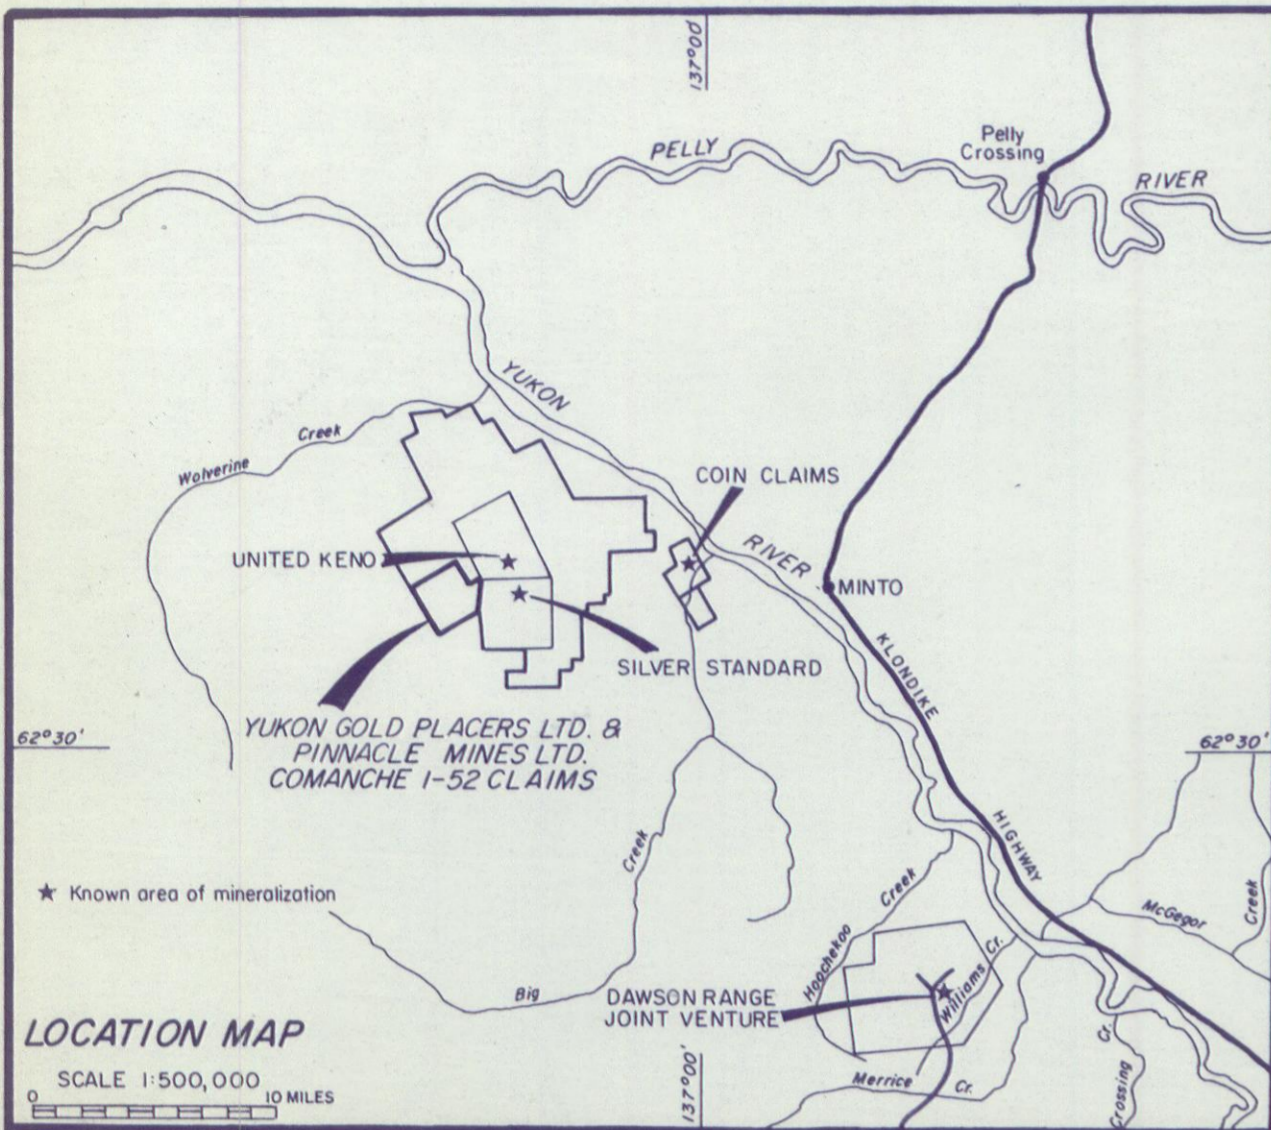 137°00'
Pelly
Crossing
PELLY
RIVER
YUKON
Creek
Wolverine
COIN CLAIMS
UNITED KENO
RIVER
MINTO
SILVER STANDARD
KLONDIKE
YUKON GOLD PLACERS LTD. &
PINNACLE MINES LTD.
COMANCHE 1-52 CLAIMS
62°30'
62°30'
HIGHWAY
Creek
★ Known area of mineralization
Creek
McGegor
Creek
Hoochekoo
Williams Cr.
Big
DAWSON RANGE
JOINT VENTURE
LOCATION MAP
SCALE 1:500,000
0 10 MILES
137°00'
Merrice Cr.
Crossing Cr.